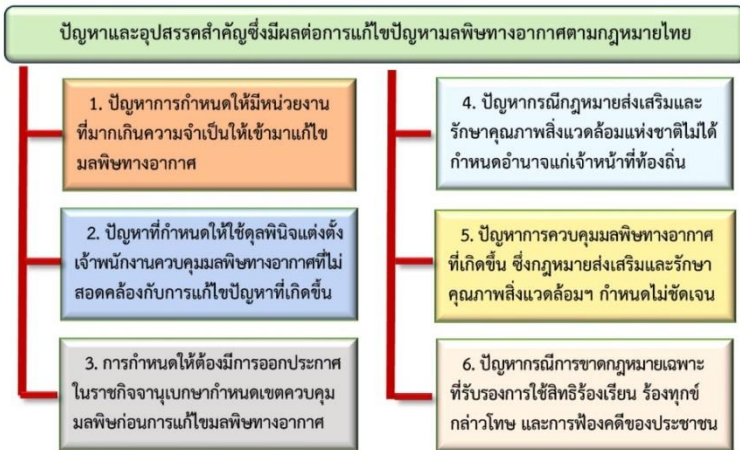 ปัญหาและอุปสรรคสำคัญซึ่งมีผลต่อการแก้ไขปัญหามลพิษทางอากาศตามกฎหมายไทย
1. ปัญหาการกำหนดให้มีหน่วยงาน
ที่มากเกินความจำเป็นให้เข้ามาแก้ไข
มลพิษทางอากาศ
2. ปัญหาที่กำหนดให้ใช้ดุลพินิจแต่งตั้ง
เจ้าพนักงานควบคุมมลพิษทางอากาศที่ไม่
สอดคล้องกับการแก้ไขปัญหาที่เกิดขึ้น
3. การกำหนดให้ต้องมีการออกประกาศ
ในราชกิจจานุเบกษากำหนดเขตควบคุม
มลพิษก่อนการแก้ไขมลพิษทางอากาศ
4. ปัญหากรณีกฎหมายส่งเสริมและ
รักษาคุณภาพสิ่งแวดล้อมแห่งชาติไม่ได้
กำหนดอำนาจแก่เจ้าหน้าที่ท้องถิ่น
5. ปัญหาการควบคุมมลพิษทางอากาศ
ที่เกิดขึ้น ซึ่งกฎหมายส่งเสริมและรักษา
คุณภาพสิ่งแวดล้อมฯ กำหนดไม่ชัดเจน
6. ปัญหากรณีการขาดกฎหมายเฉพาะ
ที่รับรองการใช้สิทธิร้องเรียน ร้องทุกข์
กล่าวโทษ และการฟ้องคดีของประชาชน